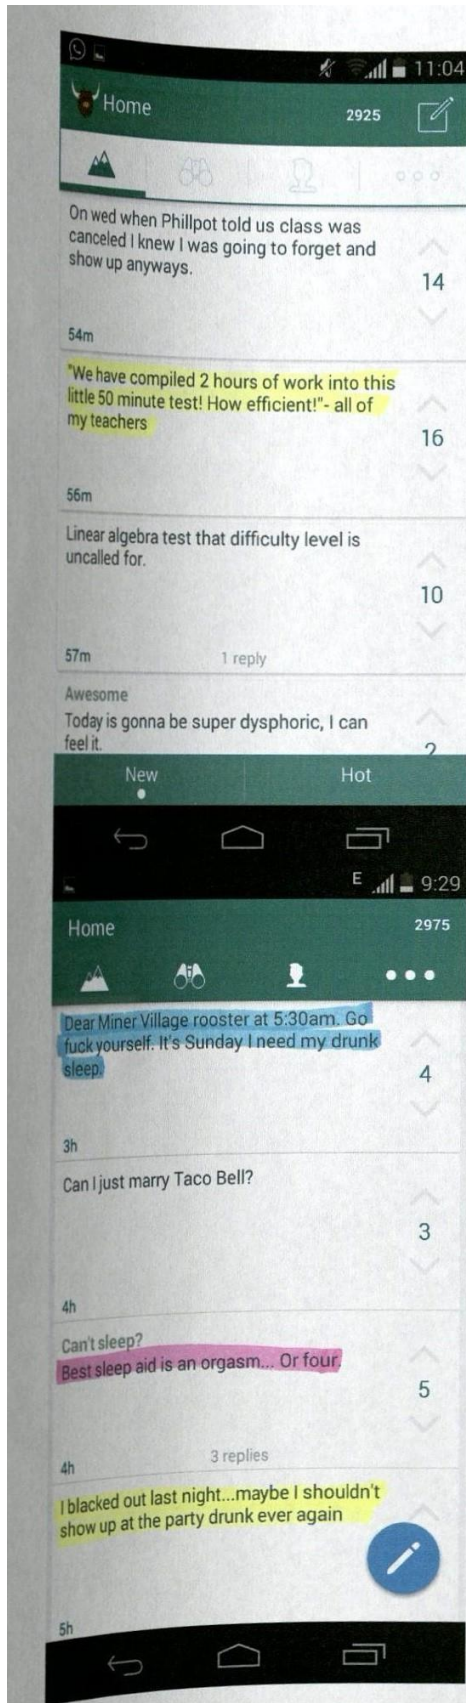 11:04
Home
2925
On wed when Phillpot told us class was
canceled I knew I was going to forget and
show up anyways.
14
54m
"We have compiled 2 hours of work into this
little 50 minute test! How efficient!"- all of
my teachers
16
56m
Linear algebra test that difficulty level is
uncalled for.
10
57m
1 reply
Awesome
Today is gonna be super dysphoric, I can
feel it.
2
New
Hot
E
9:29
Home
2975
Dear Miner Village rooster at 5:30am. Go
fuck yourself. It's Sunday I need my drunk
sleep.
4
3h
Can I just marry Taco Bell?
3
4h
Can't sleep?
Best sleep aid is an orgasm... Or four.
5
4h
3 replies
I blacked out last night...maybe I shouldn't
show up at the party drunk ever again
5h